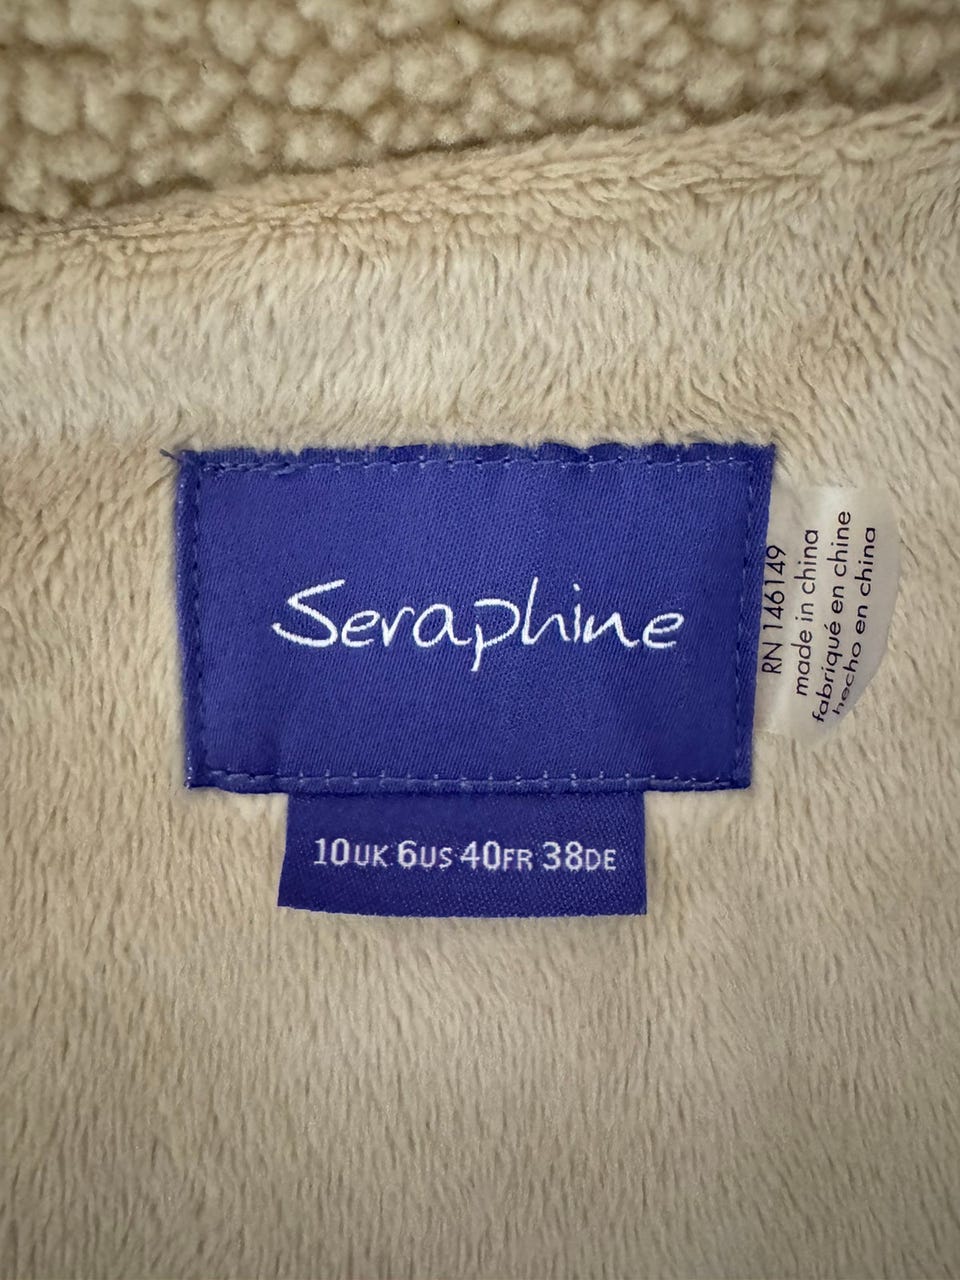 Seraphine
10UK 6US 40FR 38DE
RN 146149
made in china
fabriqué en chine
hecho en china